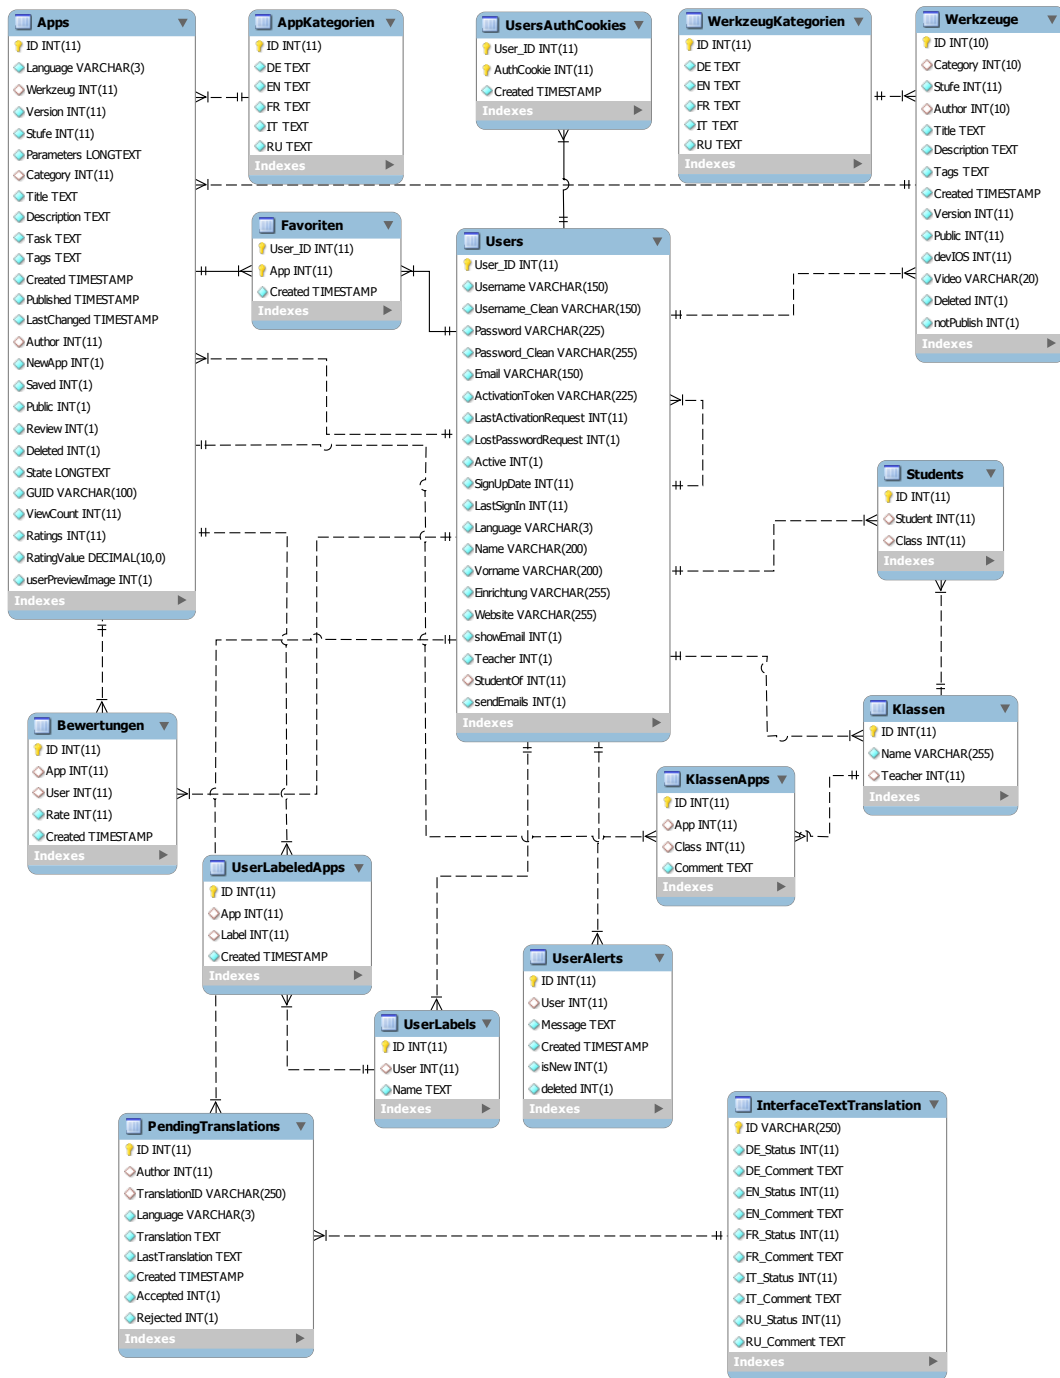 Apps
ID INT(11)
Language VARCHAR(3)
Werkzeug INT(11)
Version INT(11)
Stufe INT(11)
Parameters LONGTEXT
Category INT(11)
Title TEXT
Description TEXT
Task TEXT
Tags TEXT
Created TIMESTAMP
Published TIMESTAMP
LastChanged TIMESTAMP
Author INT(11)
NewApp INT(1)
Saved INT(1)
Public INT(1)
Review INT(1)
Deleted INT(1)
State LONGTEXT
GUID VARCHAR(100)
ViewCount INT(11)
Ratings INT(11)
RatingValue DECIMAL(10,0)
userPreviewImage INT(1)
Indexes
AppKategorien
ID INT(11)
DE TEXT
EN TEXT
FR TEXT
IT TEXT
RU TEXT
Indexes
UsersAuthCookies
User_ID INT(11)
AuthCookie INT(11)
Created TIMESTAMP
Indexes
WerkzeugKategorien
ID INT(11)
DE TEXT
EN TEXT
FR TEXT
IT TEXT
RU TEXT
Indexes
Werkzeuge
ID INT(10)
Category INT(10)
Stufe INT(11)
Author INT(10)
Title TEXT
Description TEXT
Tags TEXT
Created TIMESTAMP
Version INT(11)
Public INT(11)
devIOS INT(11)
Video VARCHAR(20)
Deleted INT(1)
notPublish INT(1)
Indexes
Favoriten
User_ID INT(11)
App INT(11)
Created TIMESTAMP
Indexes
Users
User_ID INT(11)
Username VARCHAR(150)
Username_Clean VARCHAR(150)
Password VARCHAR(225)
Password_Clean VARCHAR(255)
Email VARCHAR(150)
ActivationToken VARCHAR(225)
LastActivationRequest INT(11)
LostPasswordRequest INT(1)
Active INT(1)
SignUpDate INT(11)
LastSignIn INT(11)
Language VARCHAR(3)
Name VARCHAR(200)
Vorname VARCHAR(200)
Einrichtung VARCHAR(255)
Website VARCHAR(255)
showEmail INT(1)
Teacher INT(1)
StudentOf INT(11)
sendEmails INT(1)
Indexes
Students
ID INT(11)
Student INT(11)
Class INT(11)
Indexes
Klassen
ID INT(11)
Name VARCHAR(255)
Teacher INT(11)
Indexes
Bewertungen
ID INT(11)
App INT(11)
User INT(11)
Rate INT(11)
Created TIMESTAMP
Indexes
KlassenApps
ID INT(11)
App INT(11)
Class INT(11)
Comment TEXT
Indexes
UserLabeledApps
ID INT(11)
App INT(11)
Label INT(11)
Created TIMESTAMP
Indexes
UserAlerts
ID INT(11)
User INT(11)
Message TEXT
Created TIMESTAMP
isNew INT(1)
deleted INT(1)
Indexes
UserLabels
ID INT(11)
User INT(11)
Name TEXT
Indexes
PendingTranslations
ID INT(11)
Author INT(11)
TranslationID VARCHAR(250)
Language VARCHAR(3)
Translation TEXT
LastTranslation TEXT
Created TIMESTAMP
Accepted INT(1)
Rejected INT(1)
Indexes
InterfaceTextTranslation
ID VARCHAR(250)
DE_Status INT(11)
DE_Comment TEXT
EN_Status INT(11)
EN_Comment TEXT
FR_Status INT(11)
FR_Comment TEXT
IT_Status INT(11)
IT_Comment TEXT
RU_Status INT(11)
RU_Comment TEXT
Indexes